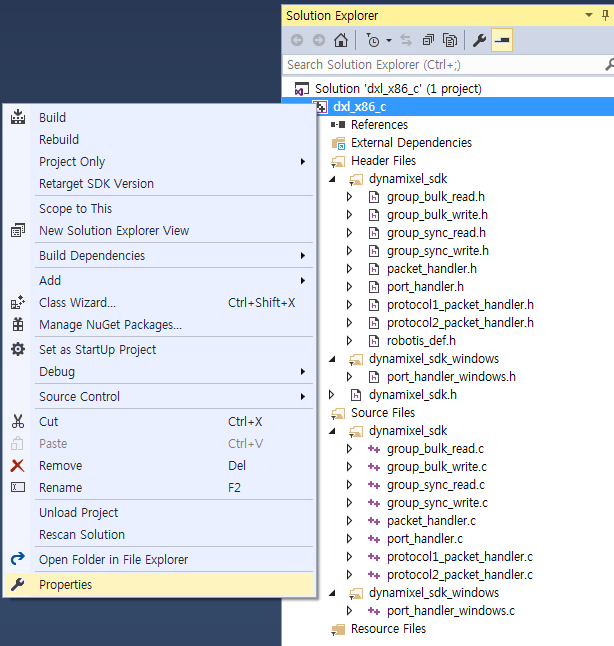 Solution Explorer
Search Solution Explorer (Ctrl+;)
Solution 'dxl_x86_c' (1 project)
dxl_x86_c
References
External Dependencies
Header Files
dynamixel_sdk
group_bulk_read.h
group_bulk_write.h
group_sync_read.h
group_sync_write.h
packet_handler.h
port_handler.h
protocol1_packet_handler.h
protocol2_packet_handler.h
robotis_def.h
dynamixel_sdk_windows
port_handler_windows.h
dynamixel_sdk.h
Source Files
dynamixel_sdk
group_bulk_read.c
group_bulk_write.c
group_sync_read.c
group_sync_write.c
packet_handler.c
port_handler.c
protocol1_packet_handler.c
protocol2_packet_handler.c
dynamixel_sdk_windows
port_handler_windows.c
Resource Files
Build
Rebuild
Project Only
Retarget SDK Version
Scope to This
New Solution Explorer View
Build Dependencies
Add
Class Wizard... Ctrl+Shift+X
Manage NuGet Packages...
Set as StartUp Project
Debug
Source Control
Cut Ctrl+X
Paste Ctrl+V
Remove Del
Rename F2
Unload Project
Rescan Solution
Open Folder in File Explorer
Properties